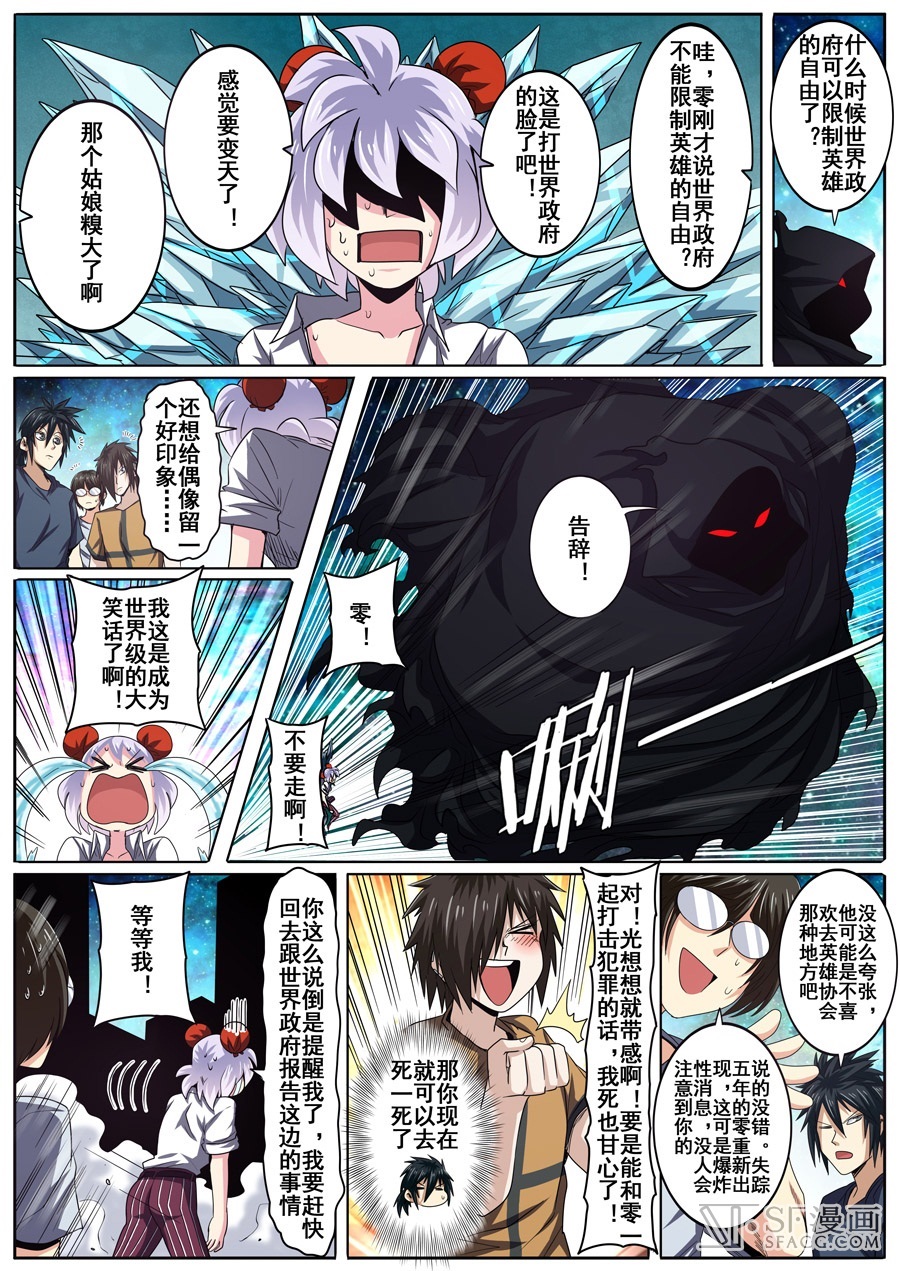 什么时候世界政
府可以限制英雄
的自由了？
哇，零刚才说世界政府
不能限制英雄的自由？
这是打世界政府
的脸了吧！
感觉要变天了！
那个姑娘糗大了啊
告辞！
零！
不要走啊！
还想给偶像留一
个好印象……
我这是成为
世界级的大
笑话了啊！
没这么夸张，
他可能是不喜
欢去英雄协会
那种地方吧
说的没错。失踪
五年的零重新出
现，这可是爆炸
性消息，没人会
注意到你的
对！光想想就带感啊！要是能和零一
起打击犯罪的话，我死也甘心了！
那你现在
就可以去
死一死了
你这么说倒是提醒我了，我要赶快
回去跟世界政府报告这边的事情
等等我！
SF漫画
SFACG.COM